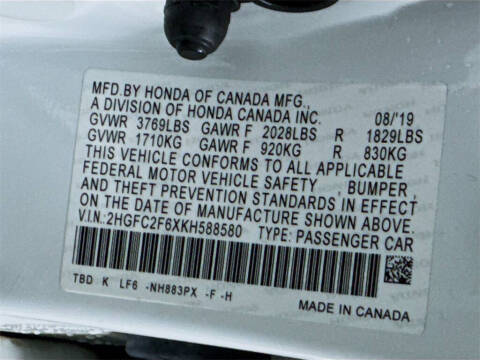 MFD.BY HONDA OF CANADA MFG.,
A DIVISION OF HONDA CANADA INC. 08/'19
GVWR 3769LBS GAWR F 2028LBS R 1829LBS
GVWR 1710KG GAWR F 920KG R 830KG
THIS VEHICLE CONFORMS TO ALL APPLICABLE
FEDERAL MOTOR VEHICLE SAFETY BUMPER,
AND THEFT PREVENTION STANDARDS IN EFFECT
ON THE DATE OF MANUFACTURE SHOWN ABOVE.
V.I.N.:2HGFC2F6XKH588580 TYPE: PASSENGER CAR
TBD K LF6 -NH883PX -F -H
MADE IN CANADA